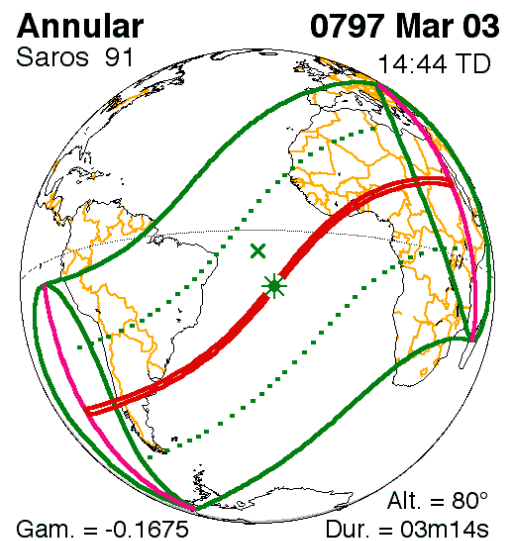 Annular 0797 Mar 03
Saros 91 14:44 TD
Alt. = 80°
Gam. = -0.1675 Dur. = 03m14s